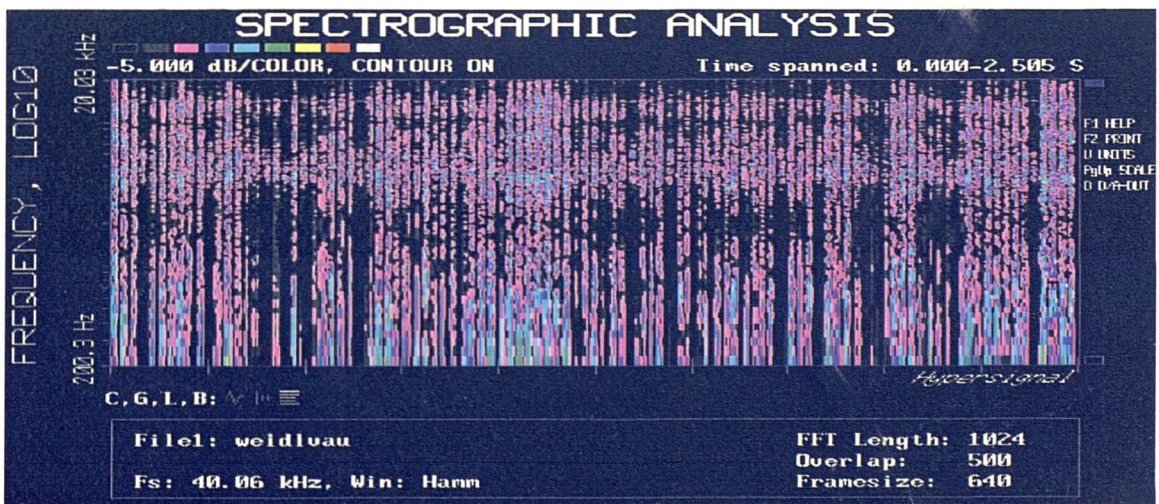 SPECTROGRAPHIC ANALYSIS
-5.000 dB/COLOR, CONTOUR ON
Time spanned: 0.000-2.505 S
FREQUENCY, LOG10
20.03 kHz
200.3 Hz
F1 HELP
F2 PRINT
U UNITS
PgUp SCALE
D D/A-OUT
Hypersignal
C,G,L,B:
File1: weidlvau
Fs: 40.06 kHz, Win: Hamm
FFT Length: 1024
Overlap: 500
Framesize: 640